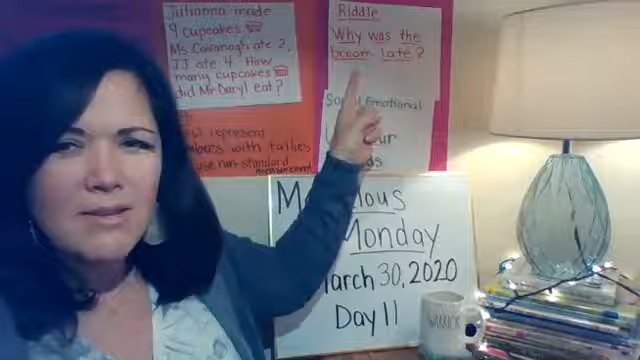 Julianna made
9 cupcakes
Ms. Cavanagh ate 2,
JJ ate 4. How
many cupcakes
did Mr. Daryl eat?
Riddle
Why was the
broom late?
Social Emotional
represent
with tallies
use non-standard
measurement
Monday
March 30, 2020
Day 11
WARRICK